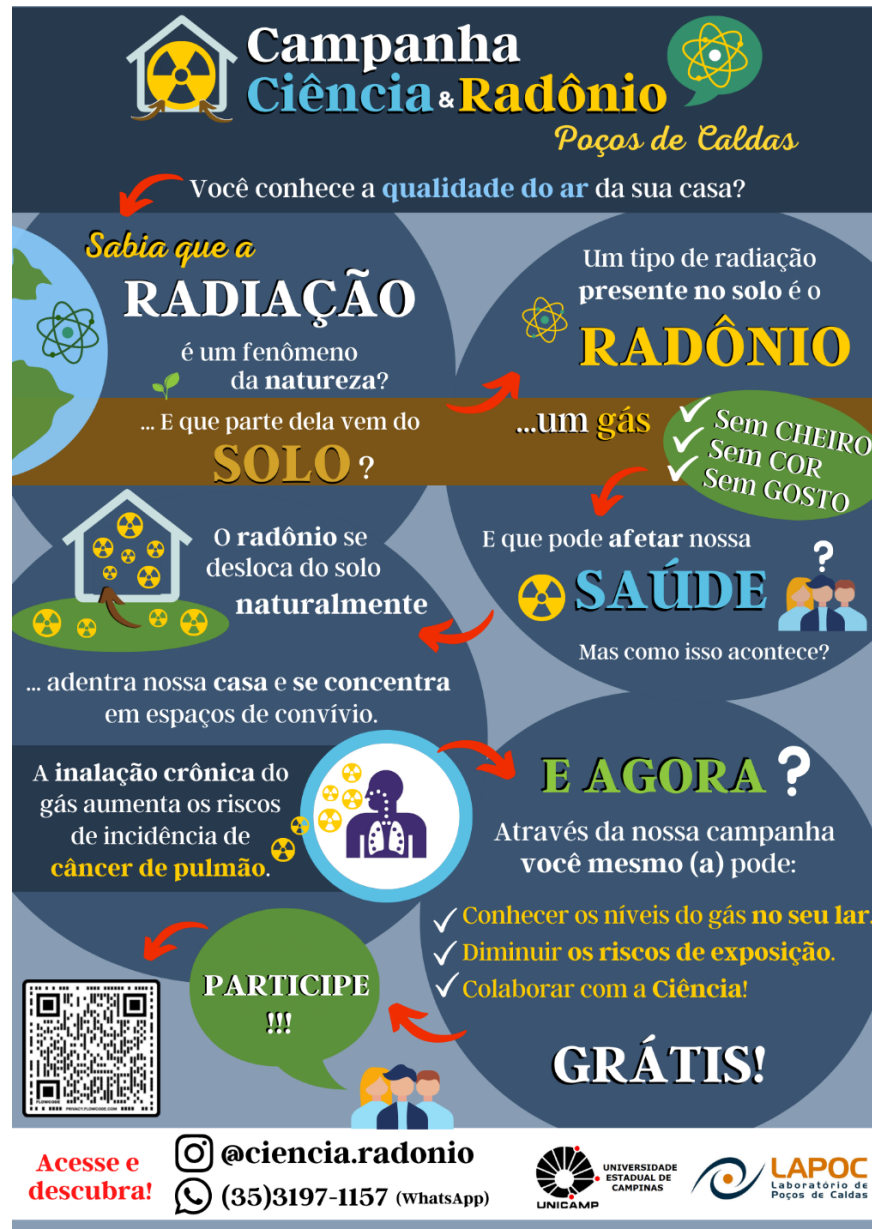 Campanha
Ciência & Radônio
Poços de Caldas
Você conhece a qualidade do ar da sua casa?
Sabia que a
RADIAÇÃO
é um fenômeno
da natureza?
... E que parte dela vem do
SOLO ?
Um tipo de radiação
presente no solo é o
RADÔNIO
...um gás
Sem CHEIRO
Sem COR
Sem GOSTO
E que pode afetar nossa
SAÚDE
?
Mas como isso acontece?
O radônio se
desloca do solo
naturalmente
... adentra nossa casa e se concentra
em espaços de convívio.
A inalação crônica do
gás aumenta os riscos
de incidência de
câncer de pulmão.
E AGORA ?
Através da nossa campanha
você mesmo (a) pode:
Conhecer os níveis do gás no seu lar.
Diminuir os riscos de exposição.
Colaborar com a Ciência!
GRÁTIS!
PARTICIPE
!!!
FLOWCODE
PRIVACY.FLOWCODE.COM
Acesse e
descubra!
@ciencia.radonio
(35)3197-1157 (WhatsApp)
UNICAMP
UNIVERSIDADE
ESTADUAL DE
CAMPINAS
LAPOC
Laboratório de
Poços de Caldas